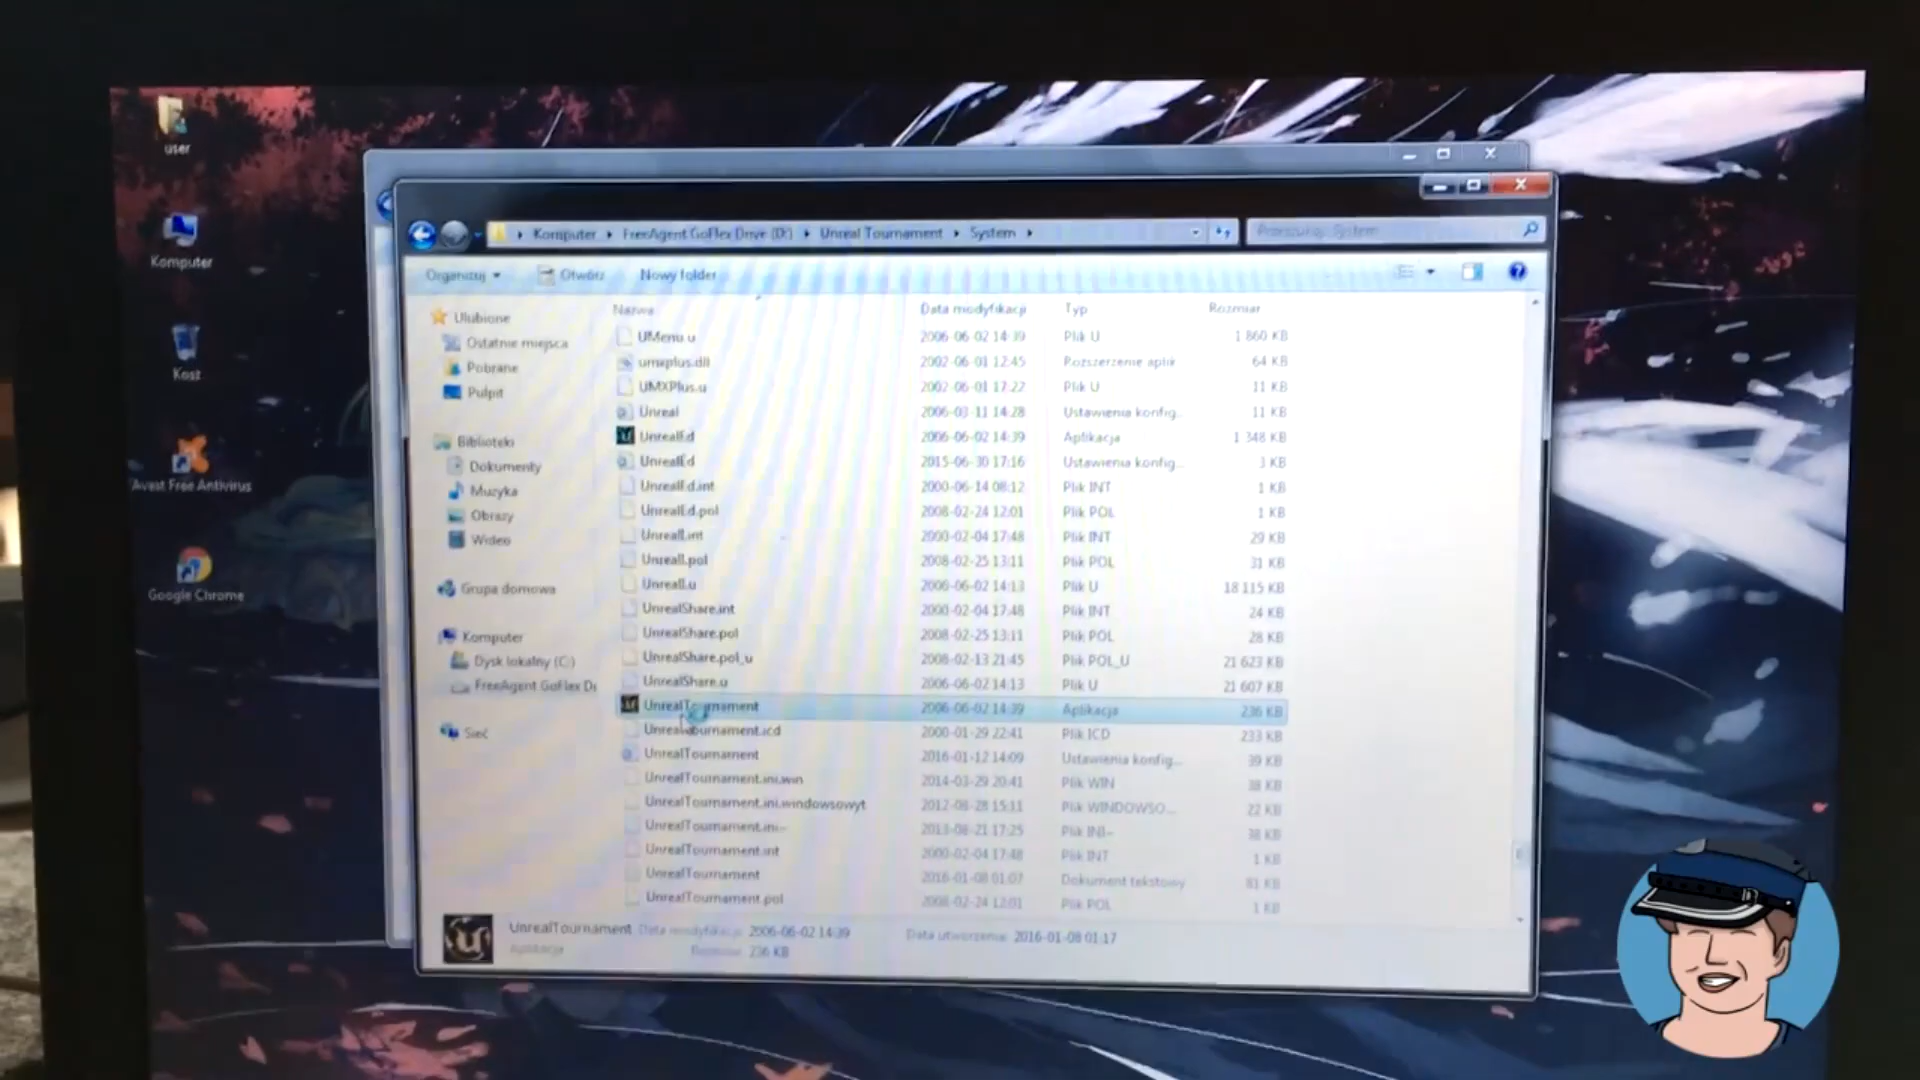 user
Komputer
Kosz
Avast Free Antivirus
Google Chrome
Komputer FreeAgent GoFlex Drive (D:) Unreal Tournament System
Przeszukaj: System
Organizuj Otwórz Nowy folder
Ulubione
Ostatnie miejsca
Pobrane
Pulpit
Biblioteki
Dokumenty
Muzyka
Obrazy
Wideo
Grupa domowa
Komputer
Dysk lokalny (C:)
FreeAgent GoFlex Dr
Sieć
Nazwa Data modyfikacji Typ Rozmiar
UMenu.u 2006-06-02 14:39 Plik U 1 860 KB
umxplus.dll 2002-06-01 12:45 Rozszerzenie aplik 64 KB
UMXPlus.u 2002-06-01 17:27 Plik U 11 KB
Unreal 2006-03-11 14:28 Ustawienia konfig... 11 KB
UnrealEd 2006-06-02 14:39 Aplikacja 1 348 KB
UnrealEd 2015-06-30 17:16 Ustawienia konfig... 3 KB
UnrealEd.int 2000-06-14 08:12 Plik INT 1 KB
UnrealEd.pol 2008-02-24 12:01 Plik POL 1 KB
UnrealI.int 2000-02-04 17:48 Plik INT 29 KB
UnrealI.pol 2008-02-25 13:11 Plik POL 31 KB
UnrealI.u 2006-06-02 14:13 Plik U 18 115 KB
UnrealShare.int 2000-02-04 17:48 Plik INT 24 KB
UnrealShare.pol 2008-02-25 13:11 Plik POL 28 KB
UnrealShare.pol_u 2008-02-13 21:45 Plik POL_U 21 623 KB
UnrealShare.u 2006-06-02 14:13 Plik U 21 607 KB
UnrealTournament 2006-06-02 14:39 Aplikacja 236 KB
UnrealTournament.icd 2000-01-29 22:41 Plik ICD 233 KB
UnrealTournament 2016-01-12 14:09 Ustawienia konfig... 39 KB
UnrealTournament.ini.win 2014-03-29 20:41 Plik WIN 38 KB
UnrealTournament.ini.windowsowyt 2012-08-28 15:11 Plik WINDOWSO... 22 KB
UnrealTournament.ini~ 2013-08-21 17:25 Plik INI~ 38 KB
UnrealTournament.int 2000-02-04 17:48 Plik INT 1 KB
UnrealTournament 2016-01-08 01:07 Dokument tekstowy 81 KB
UnrealTournament.pol 2008-02-24 12:01 Plik POL 1 KB
UnrealTournament Data modyfikacji: 2006-06-02 14:39 Data utworzenia: 2016-01-08 01:17
Aplikacja Rozmiar: 236 KB